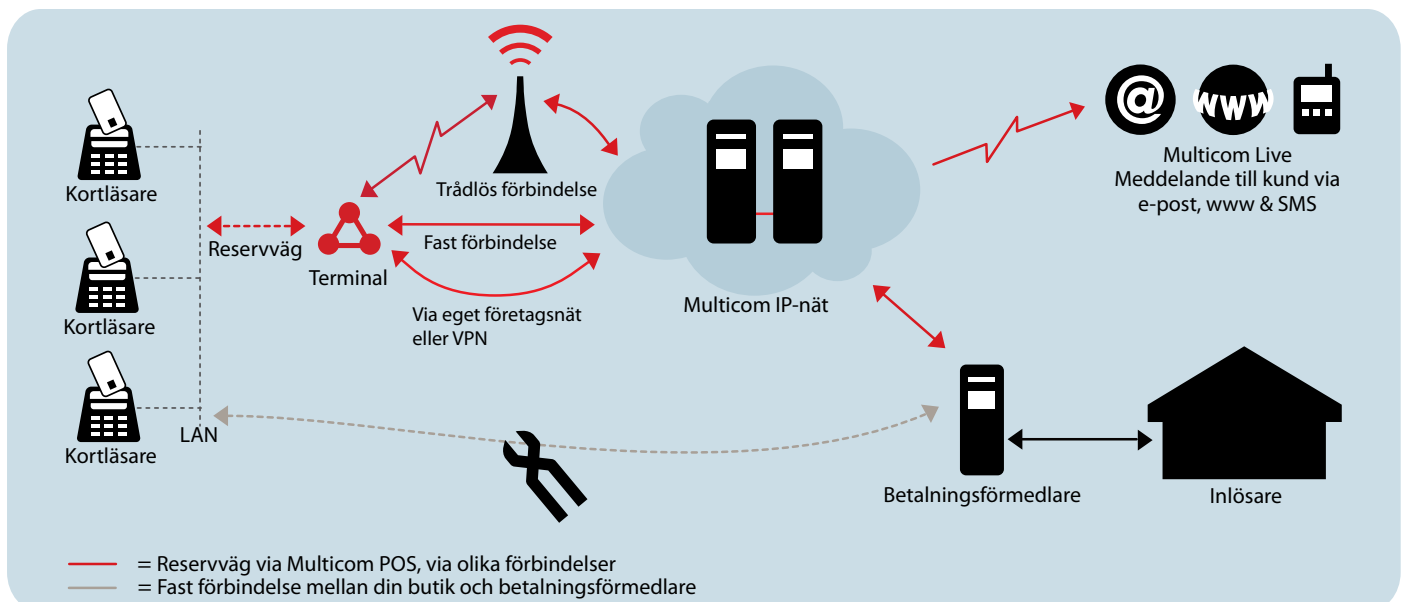 Kortläsare
Kortläsare
Kortläsare
LAN
Reservväg
Terminal
Trådlös förbindelse
Fast förbindelse
Via eget företagsnät
eller VPN
Multicom IP-nät
@
www
Multicom Live
Meddelande till kund via
e-post, www & SMS
Betalningsförmedlare
Inlösare
= Reservväg via Multicom POS, via olika förbindelser
= Fast förbindelse mellan din butik och betalningsförmedlare